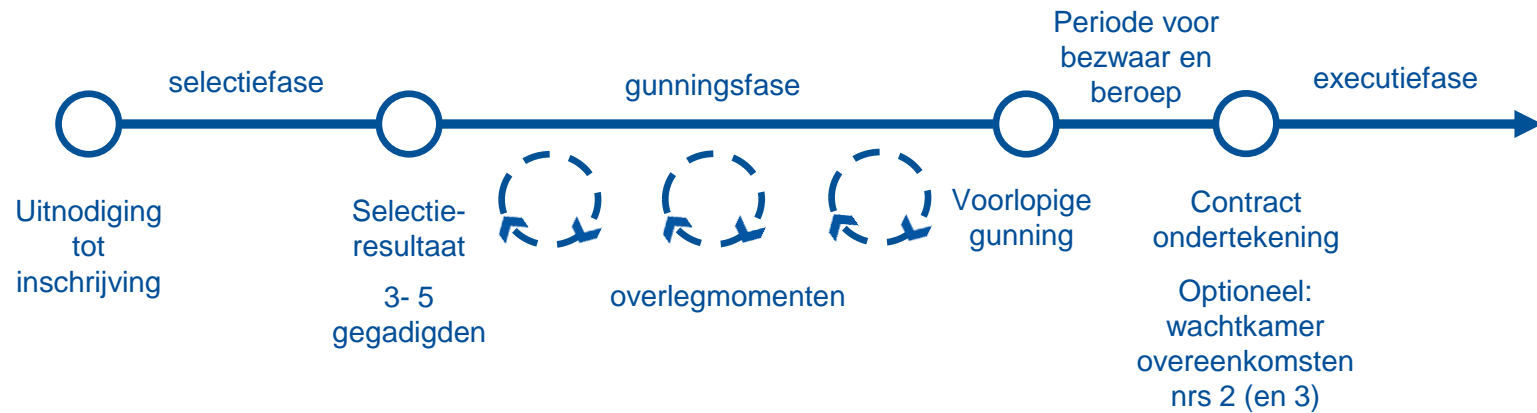 selectiefase
gunningsfase
Periode voor
bezwaar en
beroep
executiefase
Uitnodiging
tot
inschrijving
Selectie-
resultaat
3- 5
gegadigden
overlegmomenten
Voorlopige
gunning
Contract
ondertekening
Optioneel:
wachtkamer
overeenkomsten
nrs 2 (en 3)